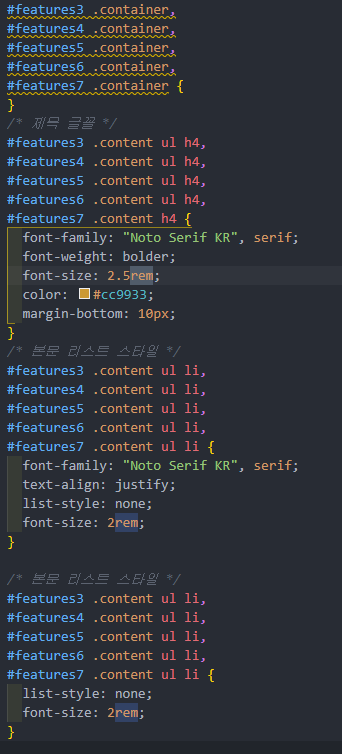 #features3 .container,
#features4 .container,
#features5 .container,
#features6 .container,
#features7 .container {
}
/* 제목 글꼴 */
#features3 .content ul h4,
#features4 .content ul h4,
#features5 .content ul h4,
#features6 .content ul h4,
#features7 .content h4 {
font-family: "Noto Serif KR", serif;
font-weight: bolder;
font-size: 2.5rem;
color: #cc9933;
margin-bottom: 10px;
}
/* 본문 리스트 스타일 */
#features3 .content ul li,
#features4 .content ul li,
#features5 .content ul li,
#features6 .content ul li,
#features7 .content ul li {
font-family: "Noto Serif KR", serif;
text-align: justify;
list-style: none;
font-size: 2rem;
}
/* 본문 리스트 스타일 */
#features3 .content ul li,
#features4 .content ul li,
#features5 .content ul li,
#features6 .content ul li,
#features7 .content ul li {
list-style: none;
font-size: 2rem;
}